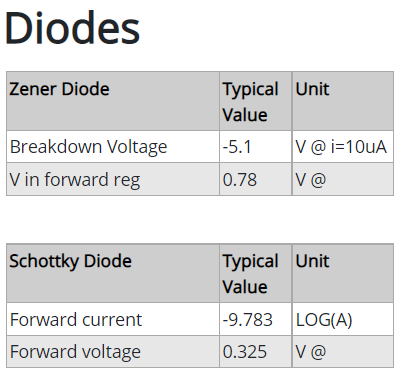 Diodes
Zener Diode Typical Value Unit
Breakdown Voltage -5.1 V @ i=10uA
V in forward reg 0.78 V @
Schottky Diode Typical Value Unit
Forward current -9.783 LOG(A)
Forward voltage 0.325 V @